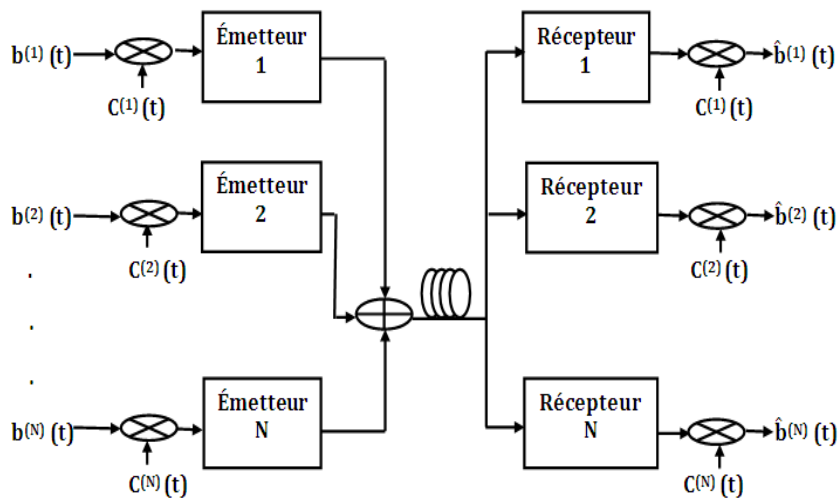 b⁽¹⁾ (t)
C⁽¹⁾ (t)
Émetteur
1
Récepteur
1
C⁽¹⁾ (t)
b̂⁽¹⁾ (t)
b⁽²⁾ (t)
C⁽²⁾ (t)
Émetteur
2
Récepteur
2
C⁽²⁾ (t)
b̂⁽²⁾ (t)
.
.
.
b⁽ᴺ⁾ (t)
C⁽ᴺ⁾ (t)
Émetteur
N
Récepteur
N
C⁽ᴺ⁾ (t)
b̂⁽ᴺ⁾ (t)